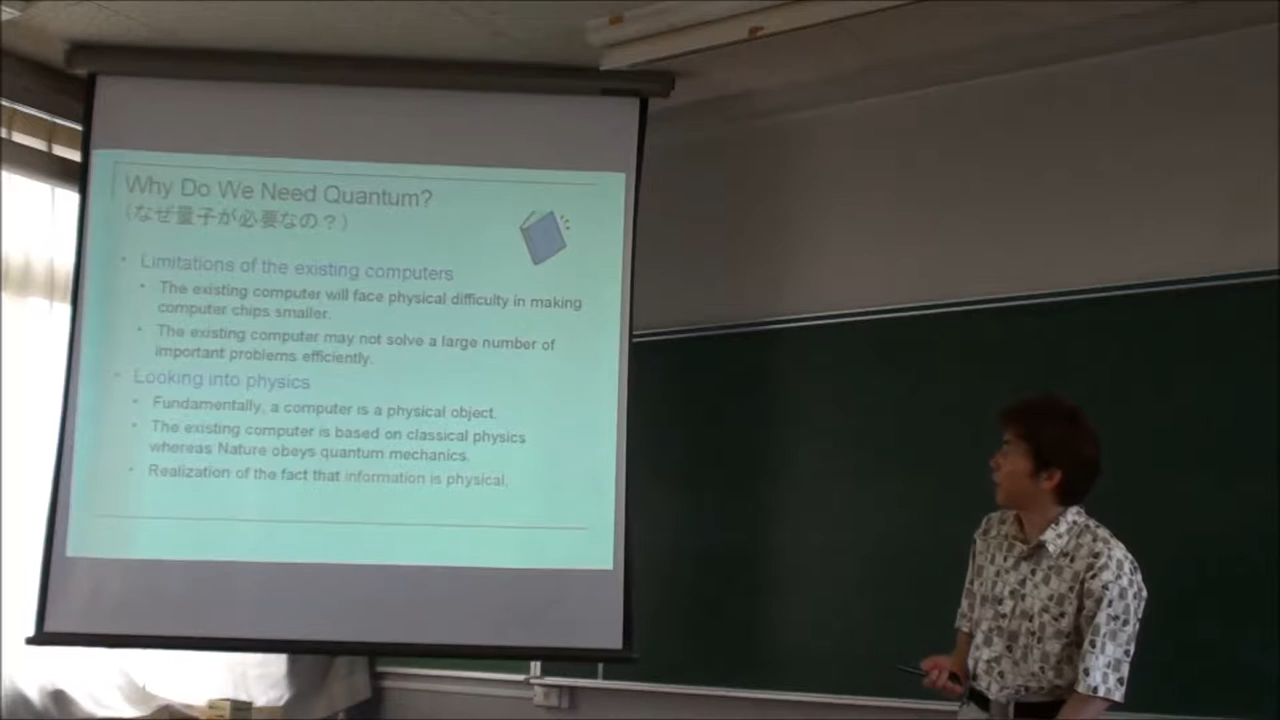 Why Do We Need Quantum?
(なぜ量子が必要なの？)
• Limitations of the existing computers
• The existing computer will face physical difficulty in making
computer chips smaller.
• The existing computer may not solve a large number of
important problems efficiently.
• Looking into physics
• Fundamentally, a computer is a physical object.
• The existing computer is based on classical physics
whereas Nature obeys quantum mechanics.
• Realization of the fact that information is physical.